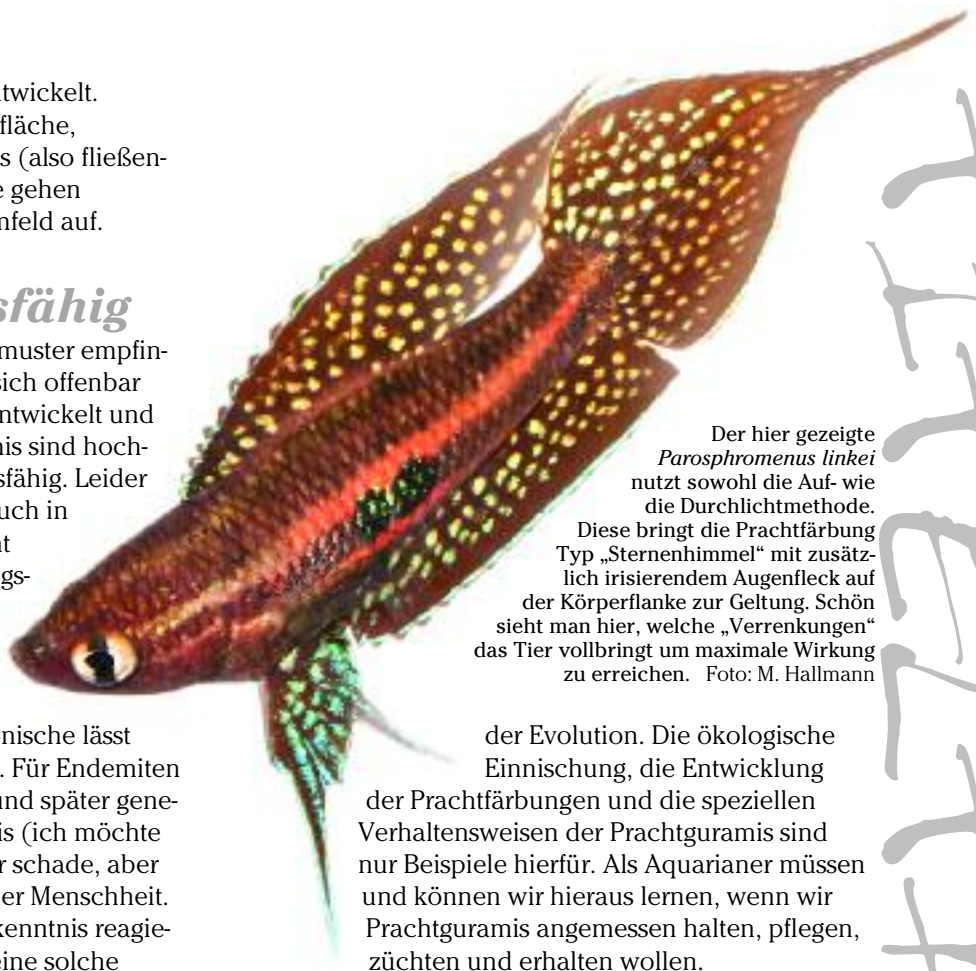 twickelt.
fläche,
s (also fließen-
e gehen
nfeld auf.
sfähig
muster empfin-
sich offenbar
ntwickelt und
nis sind hoch-
sfähig. Leider
uch in
t
gs-
nische lässt
. Für Endemiten
und später gene-
is (ich möchte
r schade, aber
er Menschheit.
kenntnis reagie-
eine solche
Der hier gezeigte
Parosphromenus linkei
nutzt sowohl die Auf- wie
die Durchlichtmethode.
Diese bringt die Prachtfärbung
Typ „Sternenhimmel“ mit zusätz-
lich irisierendem Augenfleck auf
der Körperflanke zur Geltung. Schön
sieht man hier, welche „Verrenkungen“
das Tier vollbringt um maximale Wirkung
zu erreichen. Foto: M. Hallmann
der Evolution. Die ökologische
Einnischung, die Entwicklung
der Prachtfärbungen und die speziellen
Verhaltensweisen der Prachtguramis sind
nur Beispiele hierfür. Als Aquarianer müssen
und können wir hieraus lernen, wenn wir
Prachtguramis angemessen halten, pflegen,
züchten und erhalten wollen.